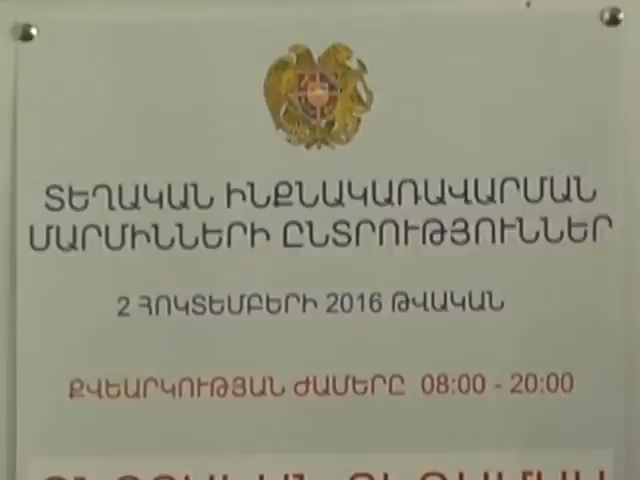 ՏԵՂԱԿԱՆ ԻՆՔՆԱԿԱՌԱՎԱՐՄԱՆ
ՄԱՐՄԻՆՆԵՐԻ ԸՆՏՐՈՒԹՅՈՒՆՆԵՐ
2 ՀՈԿՏԵՄԲԵՐԻ 2016 ԹՎԱԿԱՆ
ՔՎԵԱՐԿՈՒԹՅԱՆ ԺԱՄԵՐԸ 08:00 - 20:00